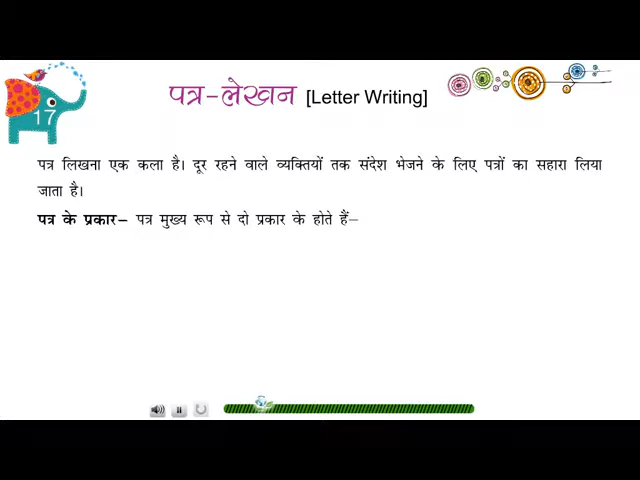 17
पत्र-लेखन [Letter Writing]
पत्र लिखना एक कला है। दूर रहने वाले व्यक्तियों तक संदेश भेजने के लिए पत्रों का सहारा लिया
जाता है।
पत्र के प्रकार– पत्र मुख्य रूप से दो प्रकार के होते हैं–